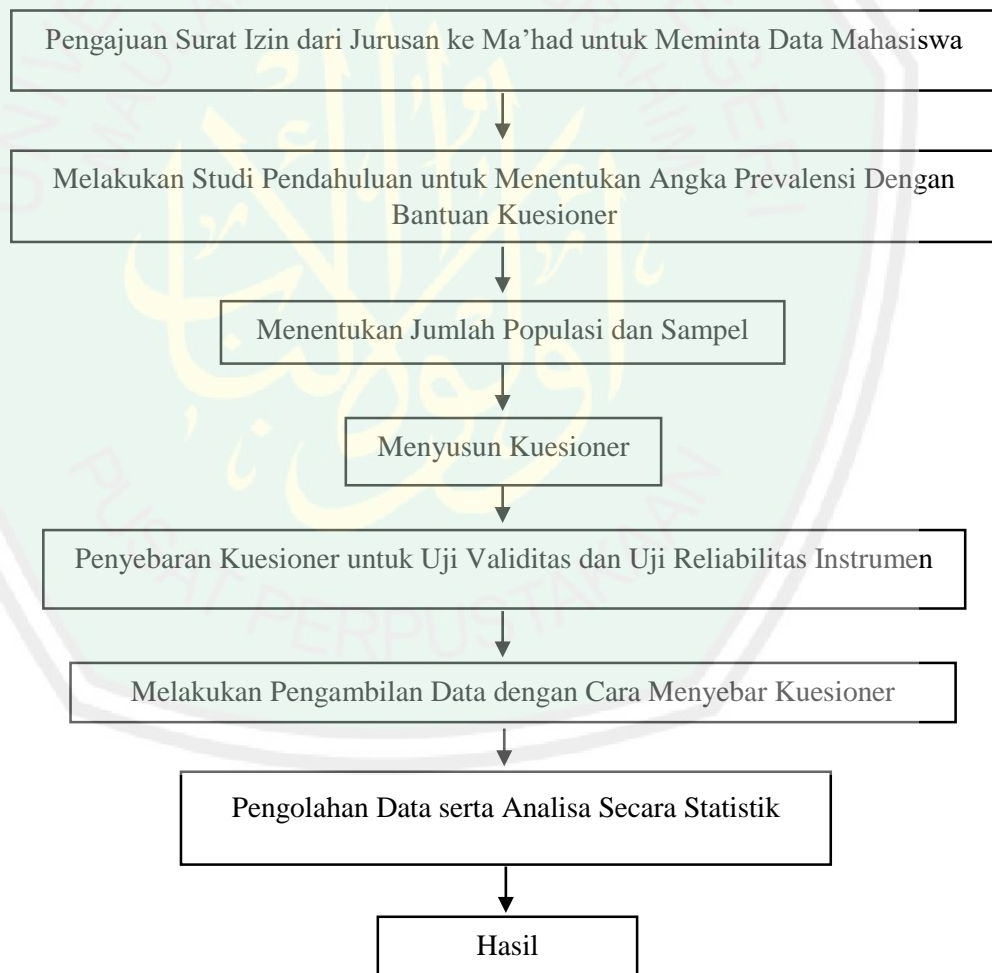 Pengajuan Surat Izin dari Jurusan ke Ma’had untuk Meminta Data Mahasiswa
Melakukan Studi Pendahuluan untuk Menentukan Angka Prevalensi Dengan
Bantuan Kuesioner
Menentukan Jumlah Populasi dan Sampel
Menyusun Kuesioner
Penyebaran Kuesioner untuk Uji Validitas dan Uji Reliabilitas Instrumen
Melakukan Pengambilan Data dengan Cara Menyebar Kuesioner
Pengolahan Data serta Analisa Secara Statistik
Hasil
PUSAT PERPUSTAKAAN